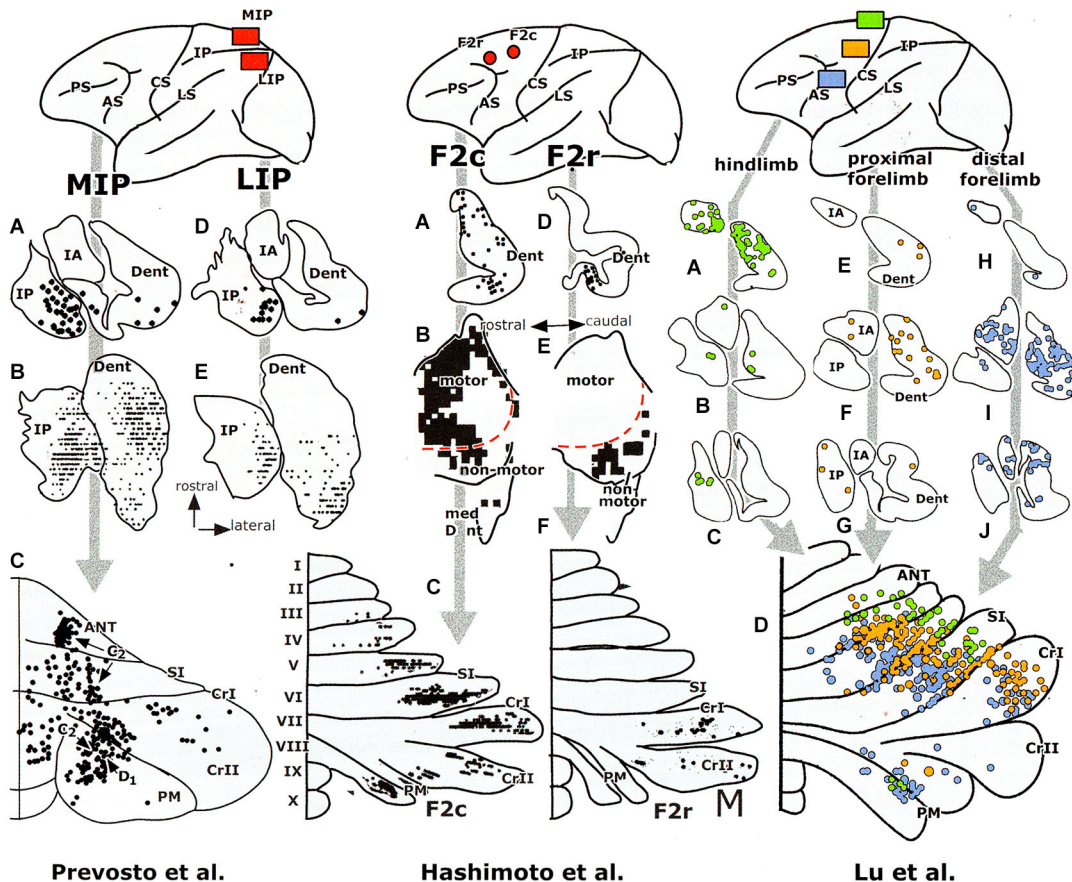 MIP
LIP
IP
PS
AS
CS
LS
F2r
F2c
IP
PS
AS
CS
LS
IP
PS
AS
CS
LS
MIP
LIP
F2c
F2r
hindlimb
proximal
forelimb
distal
forelimb
A
IA
Dent
IP
D
IA
Dent
IP
A
Dent
D
Dent
A
IA
E
Dent
H
B
Dent
IP
E
Dent
IP
rostral
lateral
B
rostral
caudal
motor
non-motor
med
Dent
E
motor
non
motor
B
IA
IP
F
Dent
I
C
IA
IP
G
Dent
J
C
ANT
C2
SI
CrI
C2
D1
CrII
PM
C
I
II
III
IV
V
VI
VII
VIII
IX
X
SI
CrI
CrII
PM
F2c
F
SI
CrI
CrII
PM
F2r
M
D
ANT
SI
CrI
CrII
PM
Prevosto et al.
Hashimoto et al.
Lu et al.